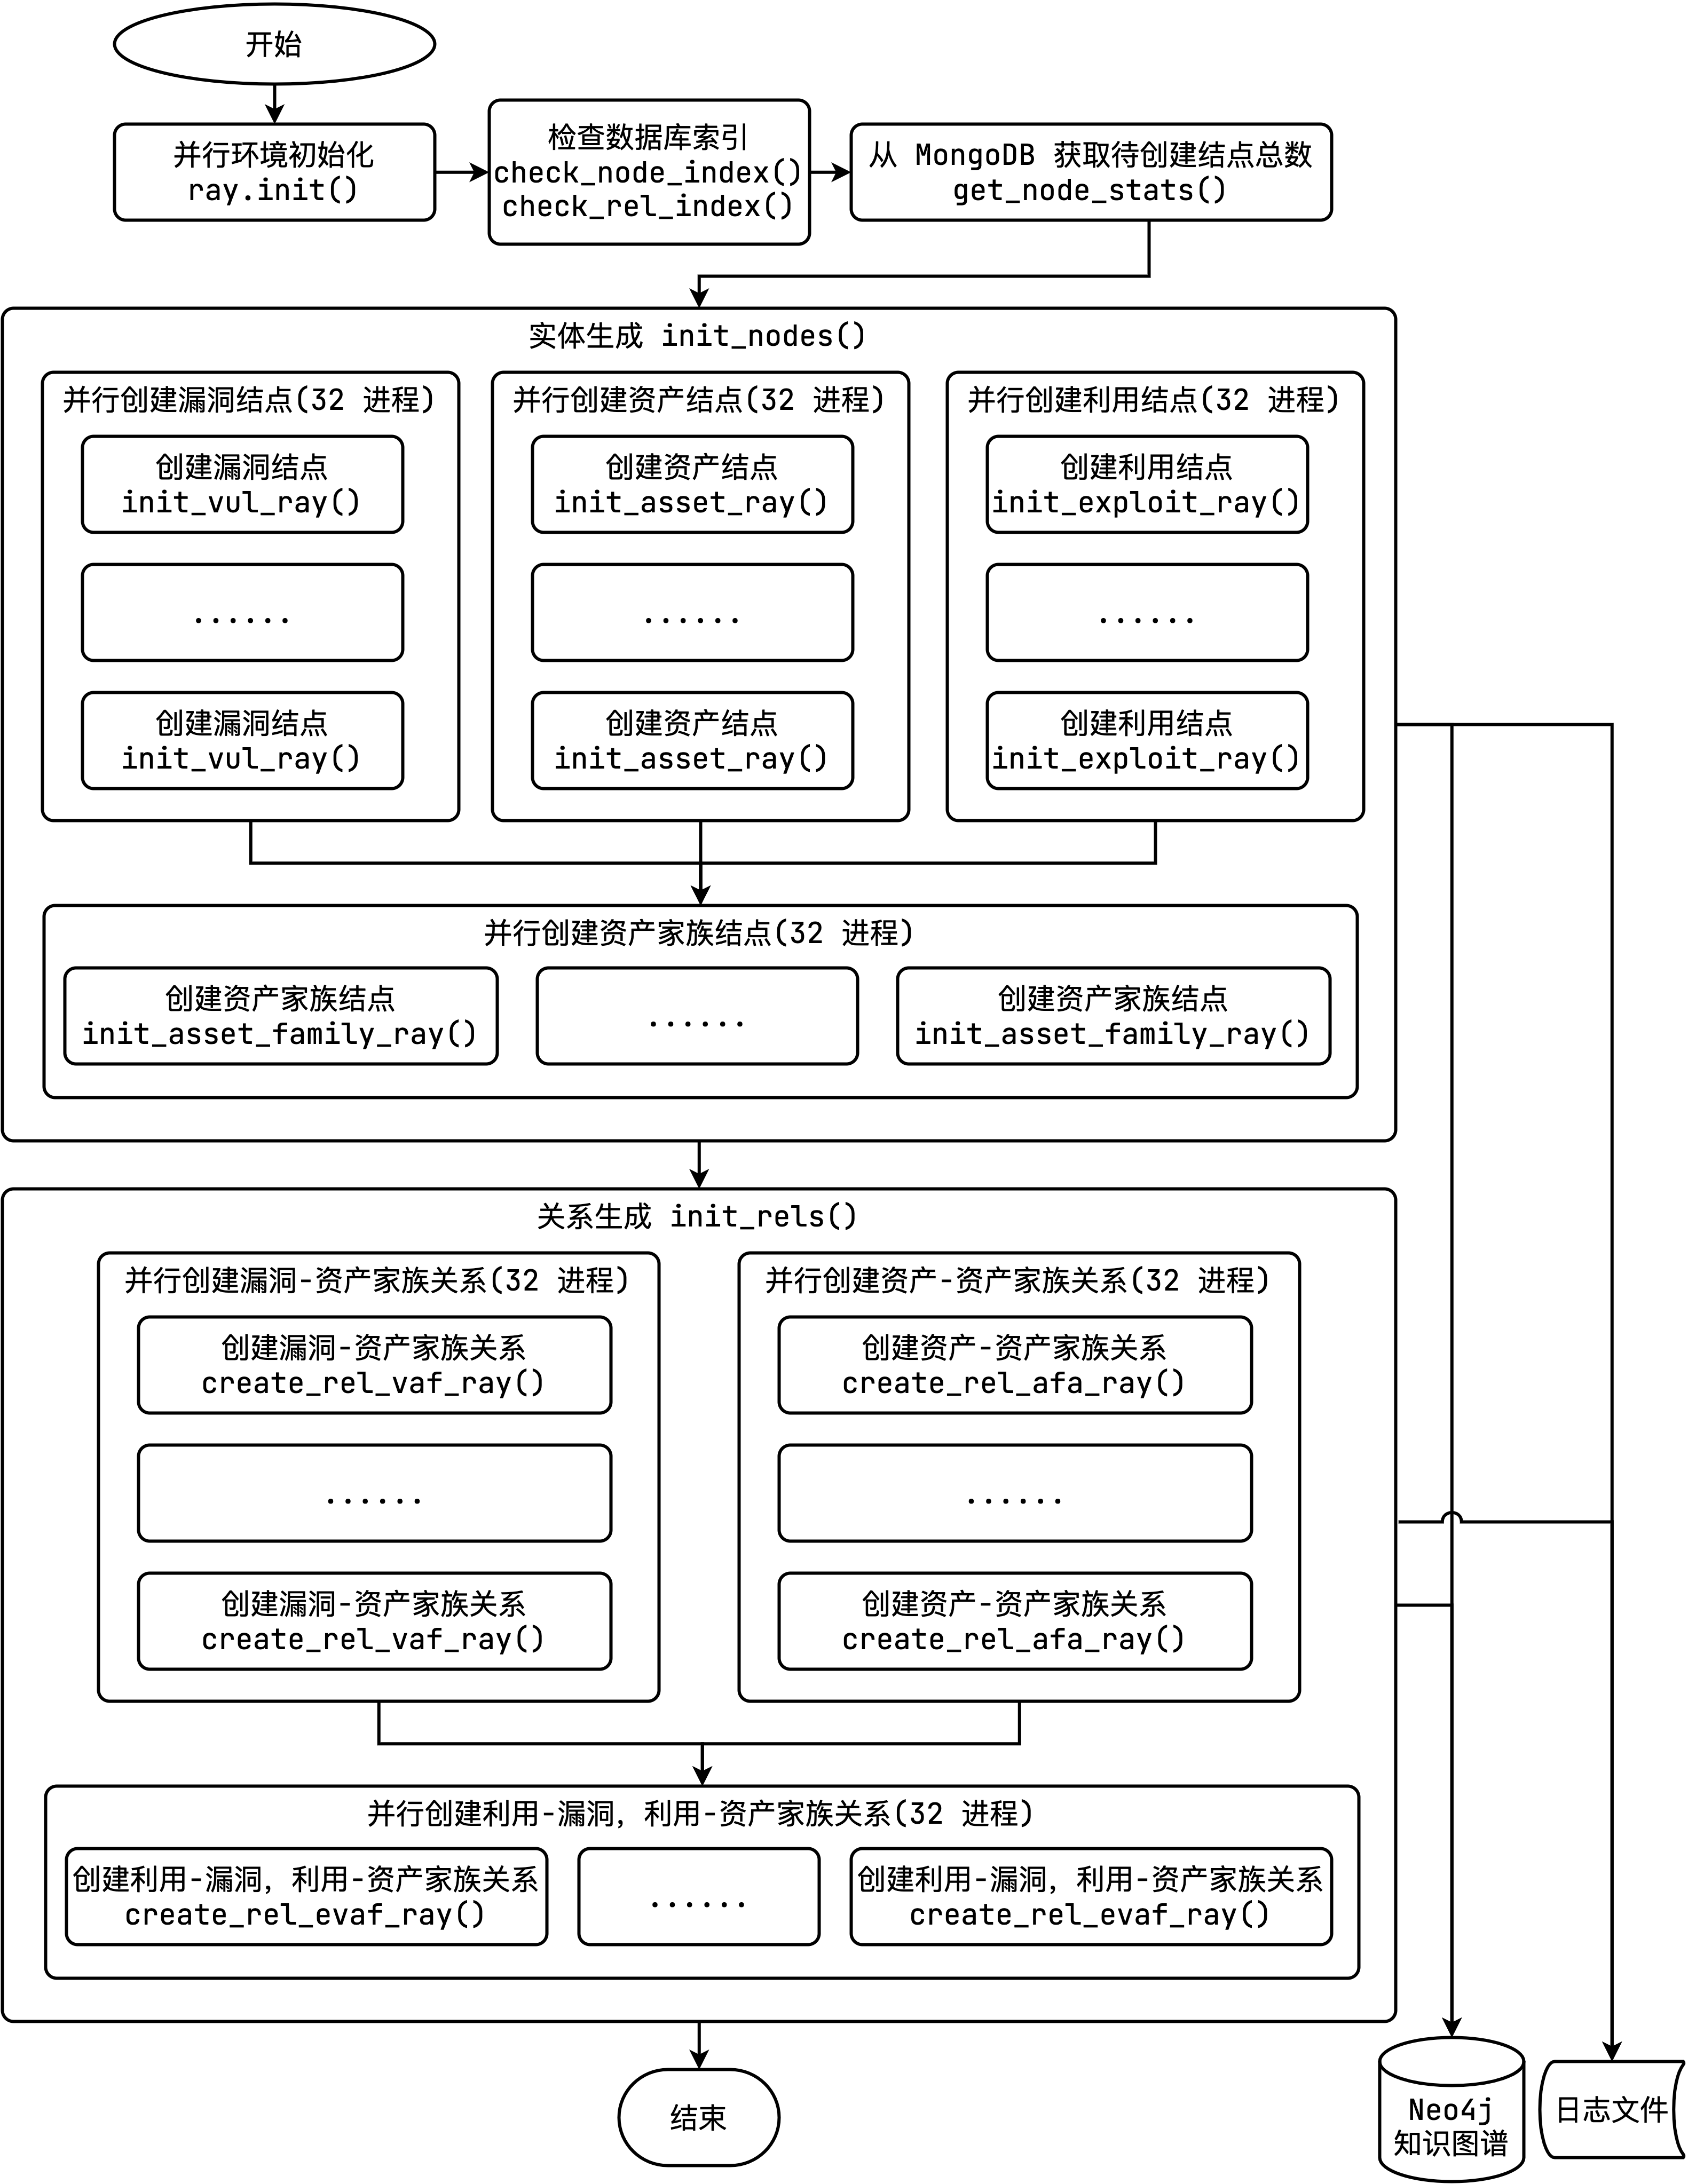 开始
并行环境初始化
ray.init()
检查数据库索引
check_node_index()
check_rel_index()
从 MongoDB 获取待创建结点总数
get_node_stats()
实体生成 init_nodes()
并行创建漏洞结点(32 进程)
创建漏洞结点
init_vul_ray()
......
创建漏洞结点
init_vul_ray()
并行创建资产结点(32 进程)
创建资产结点
init_asset_ray()
......
创建资产结点
init_asset_ray()
并行创建利用结点(32 进程)
创建利用结点
init_exploit_ray()
......
创建利用结点
init_exploit_ray()
并行创建资产家族结点(32 进程)
创建资产家族结点
init_asset_family_ray()
......
创建资产家族结点
init_asset_family_ray()
关系生成 init_rels()
并行创建漏洞-资产家族关系(32 进程)
创建漏洞-资产家族关系
create_rel_vaf_ray()
......
创建漏洞-资产家族关系
create_rel_vaf_ray()
并行创建资产-资产家族关系(32 进程)
创建资产-资产家族关系
create_rel_afa_ray()
......
创建资产-资产家族关系
create_rel_afa_ray()
并行创建利用-漏洞，利用-资产家族关系(32 进程)
创建利用-漏洞，利用-资产家族关系
create_rel_evaf_ray()
......
创建利用-漏洞，利用-资产家族关系
create_rel_evaf_ray()
结束
Neo4j
知识图谱
日志文件